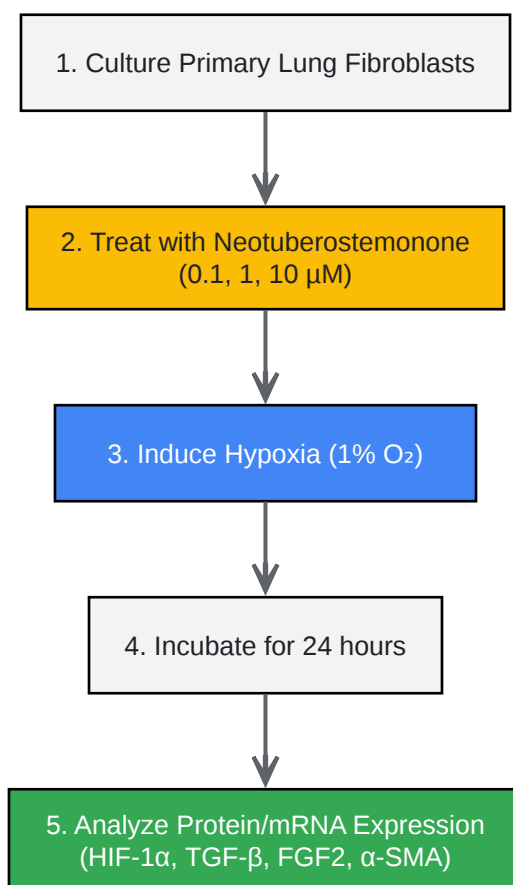 1. Culture Primary Lung Fibroblasts
2. Treat with Neotuberostemonone
(0.1, 1, 10 µM)
3. Induce Hypoxia (1% O₂)
4. Incubate for 24 hours
5. Analyze Protein/mRNA Expression
(HIF-1α, TGF-β, FGF2, α-SMA)